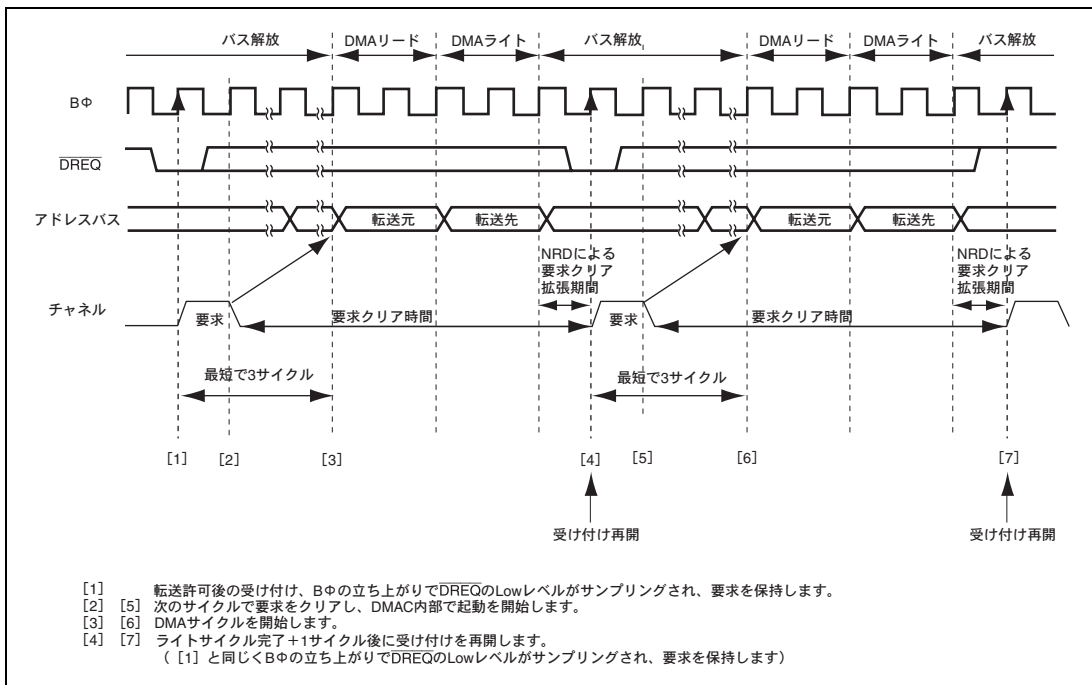 バス解放 DMAリード DMAライト バス解放 DMAリード DMAライト バス解放
BΦ
DREQ
アドレスバス 転送元 転送先 転送元 転送先
NRDによる
要求クリア
拡張期間
NRDによる
要求クリア
拡張期間
チャネル 要求 要求クリア時間 要求 要求クリア時間
最短で3サイクル 最短で3サイクル
[1] [2] [3] [4] [5] [6] [7]
受け付け再開 受け付け再開
[1] 転送許可後の受け付け、BΦの立ち上がりでDREQのLowレベルがサンプリングされ、要求を保持します。
[2] [5] 次のサイクルで要求をクリアし、DMAC内部で起動を開始します。
[3] [6] DMAサイクルを開始します。
[4] [7] ライトサイクル完了+1サイクル後に受け付けを再開します。
([1]と同じくBΦの立ち上がりでDREQのLowレベルがサンプリングされ、要求を保持します)